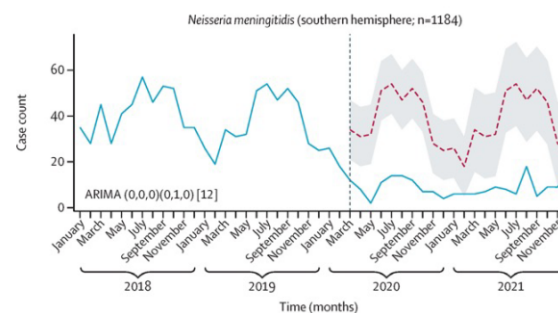 Neisseria meningitidis (southern hemisphere; n=1184)
Case count
60
40
20
0
ARIMA (0,0,0)(0,1,0) [12]
January
March
May
July
September
November
January
March
May
July
September
November
January
March
May
July
September
November
January
March
May
July
September
November
2018
2019
2020
2021
Time (months)